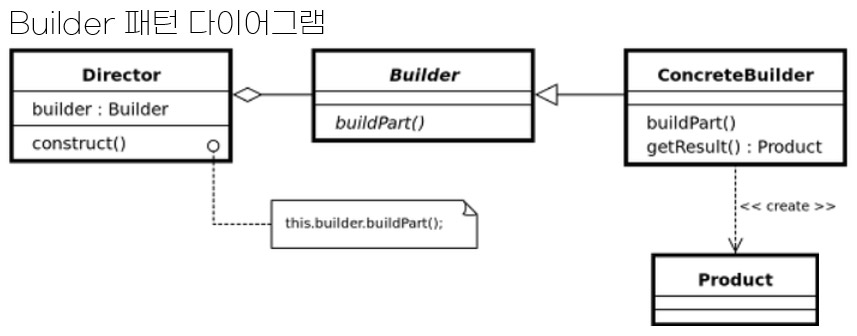 Builder 패턴 다이어그램
Director
builder : Builder
construct()
Builder
buildPart()
ConcreteBuilder
buildPart()
getResult() : Product
this.builder.buildPart();
<< create >>
Product